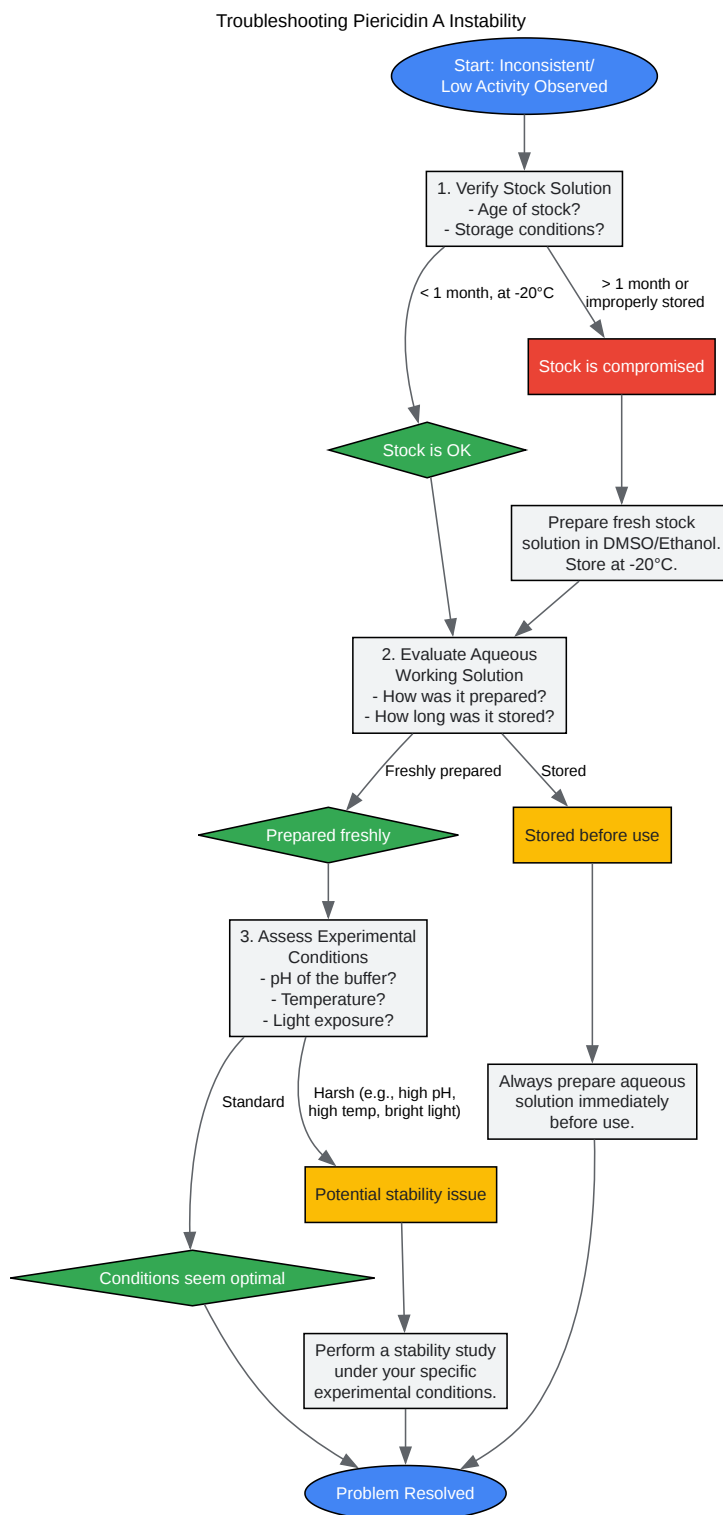 Troubleshooting Piericidin A Instability
Start: Inconsistent/
Low Activity Observed
1. Verify Stock Solution
- Age of stock?
- Storage conditions?
< 1 month, at -20°C
> 1 month or
improperly stored
Stock is compromised
Stock is OK
Prepare fresh stock
solution in DMSO/Ethanol.
Store at -20°C.
2. Evaluate Aqueous
Working Solution
- How was it prepared?
- How long was it stored?
Freshly prepared
Stored
Prepared freshly
Stored before use
3. Assess Experimental
Conditions
- pH of the buffer?
- Temperature?
- Light exposure?
Standard
Harsh (e.g., high pH,
high temp, bright light)
Always prepare aqueous
solution immediately
before use.
Potential stability issue
Conditions seem optimal
Perform a stability study
under your specific
experimental conditions.
Problem Resolved